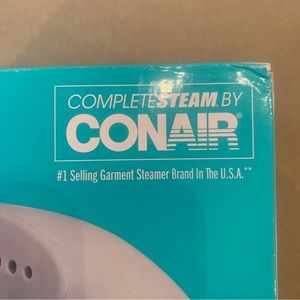 COMPLETESTEAM BY
CONAIR®
#1 Selling Garment Steamer Brand In The U.S.A.**